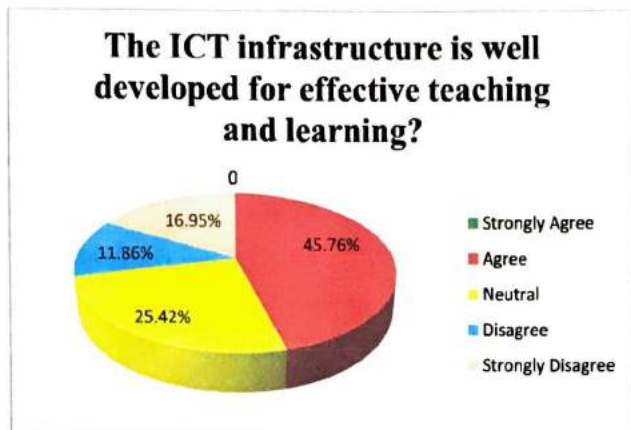 The ICT infrastructure is well
developed for effective teaching
and learning?
0
16.95%
45.76%
11.86%
25.42%
Strongly Agree
Agree
Neutral
Disagree
Strongly Disagree